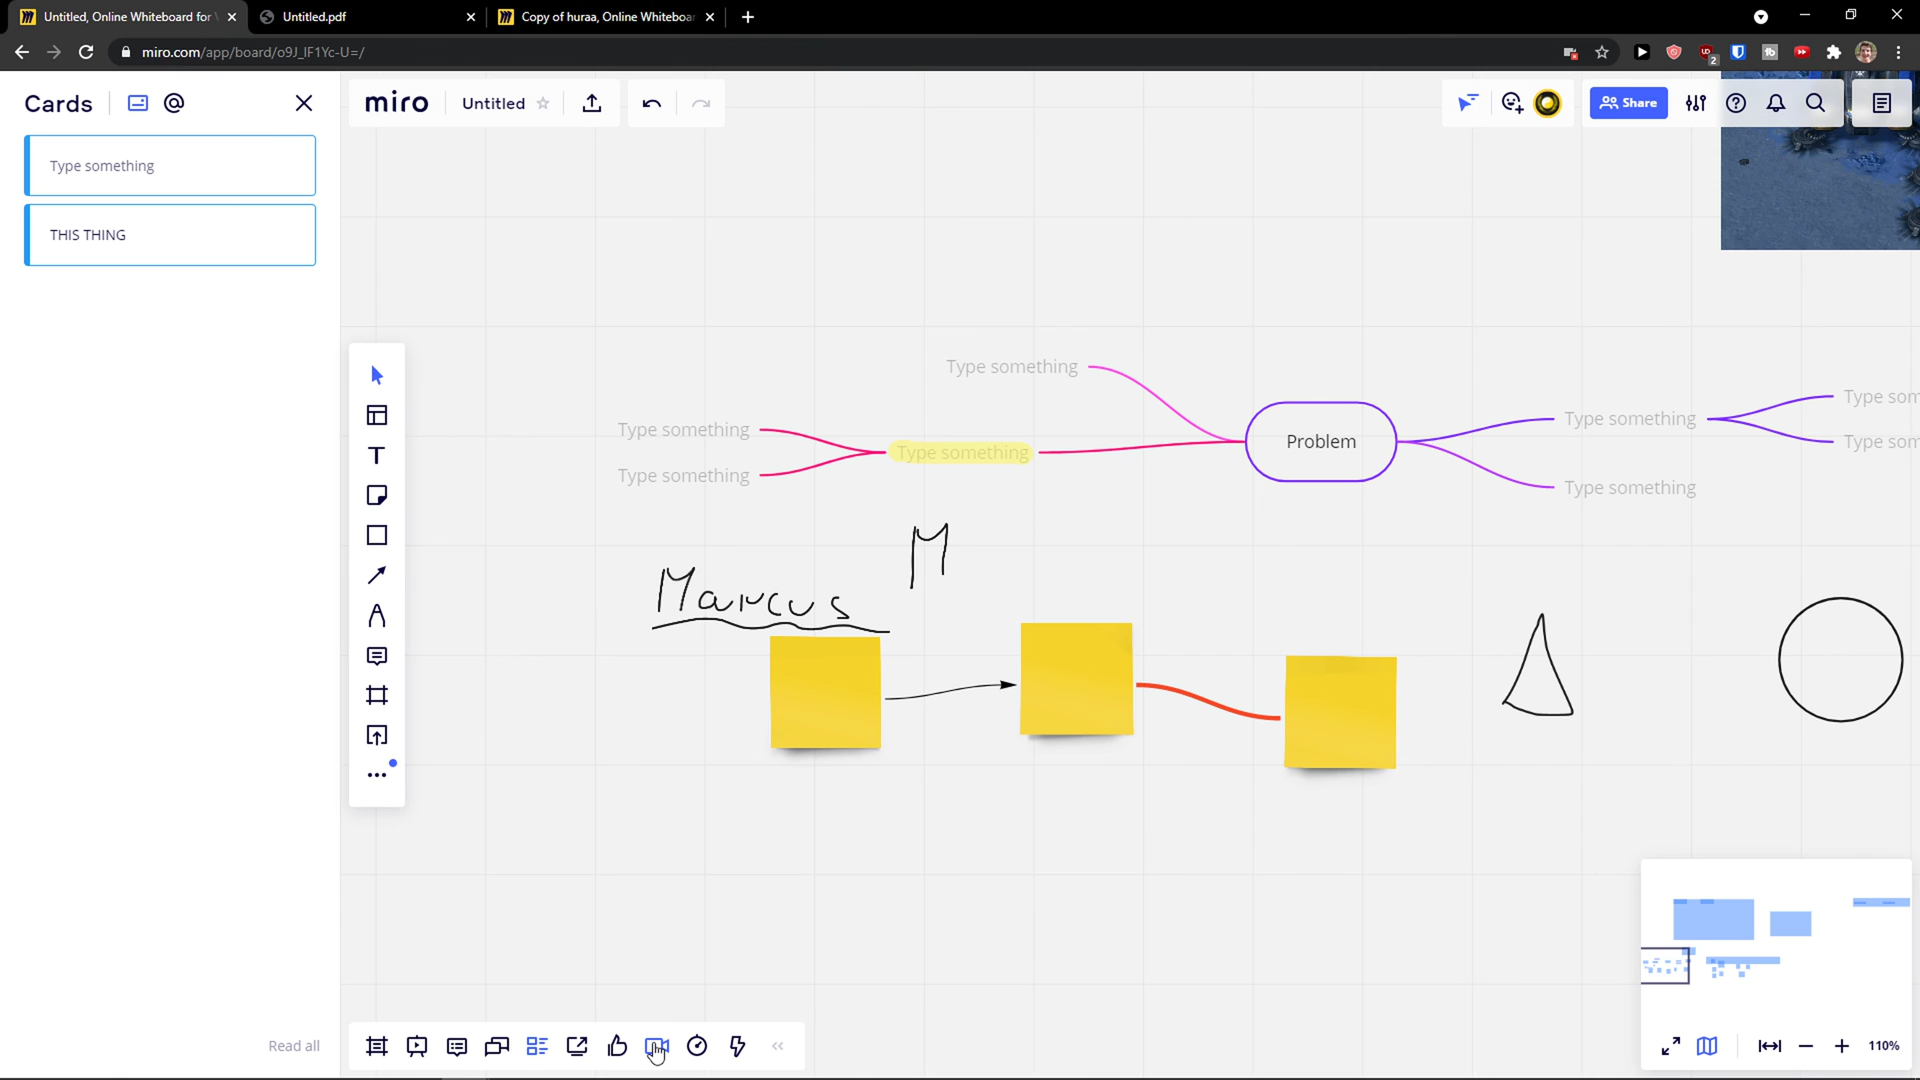 Untitled, Online Whiteboard for
Untitled.pdf
Copy of huraa, Online Whiteboar
miro.com/app/board/o9J_lF1Yc-U=/
2
Cards
miro
Untitled
Share
Type something
THIS THING
Type something
Problem
Type something
Type something
Type something
Type something
Type som
Type som
Type something
M
Marcus
Read all
110%